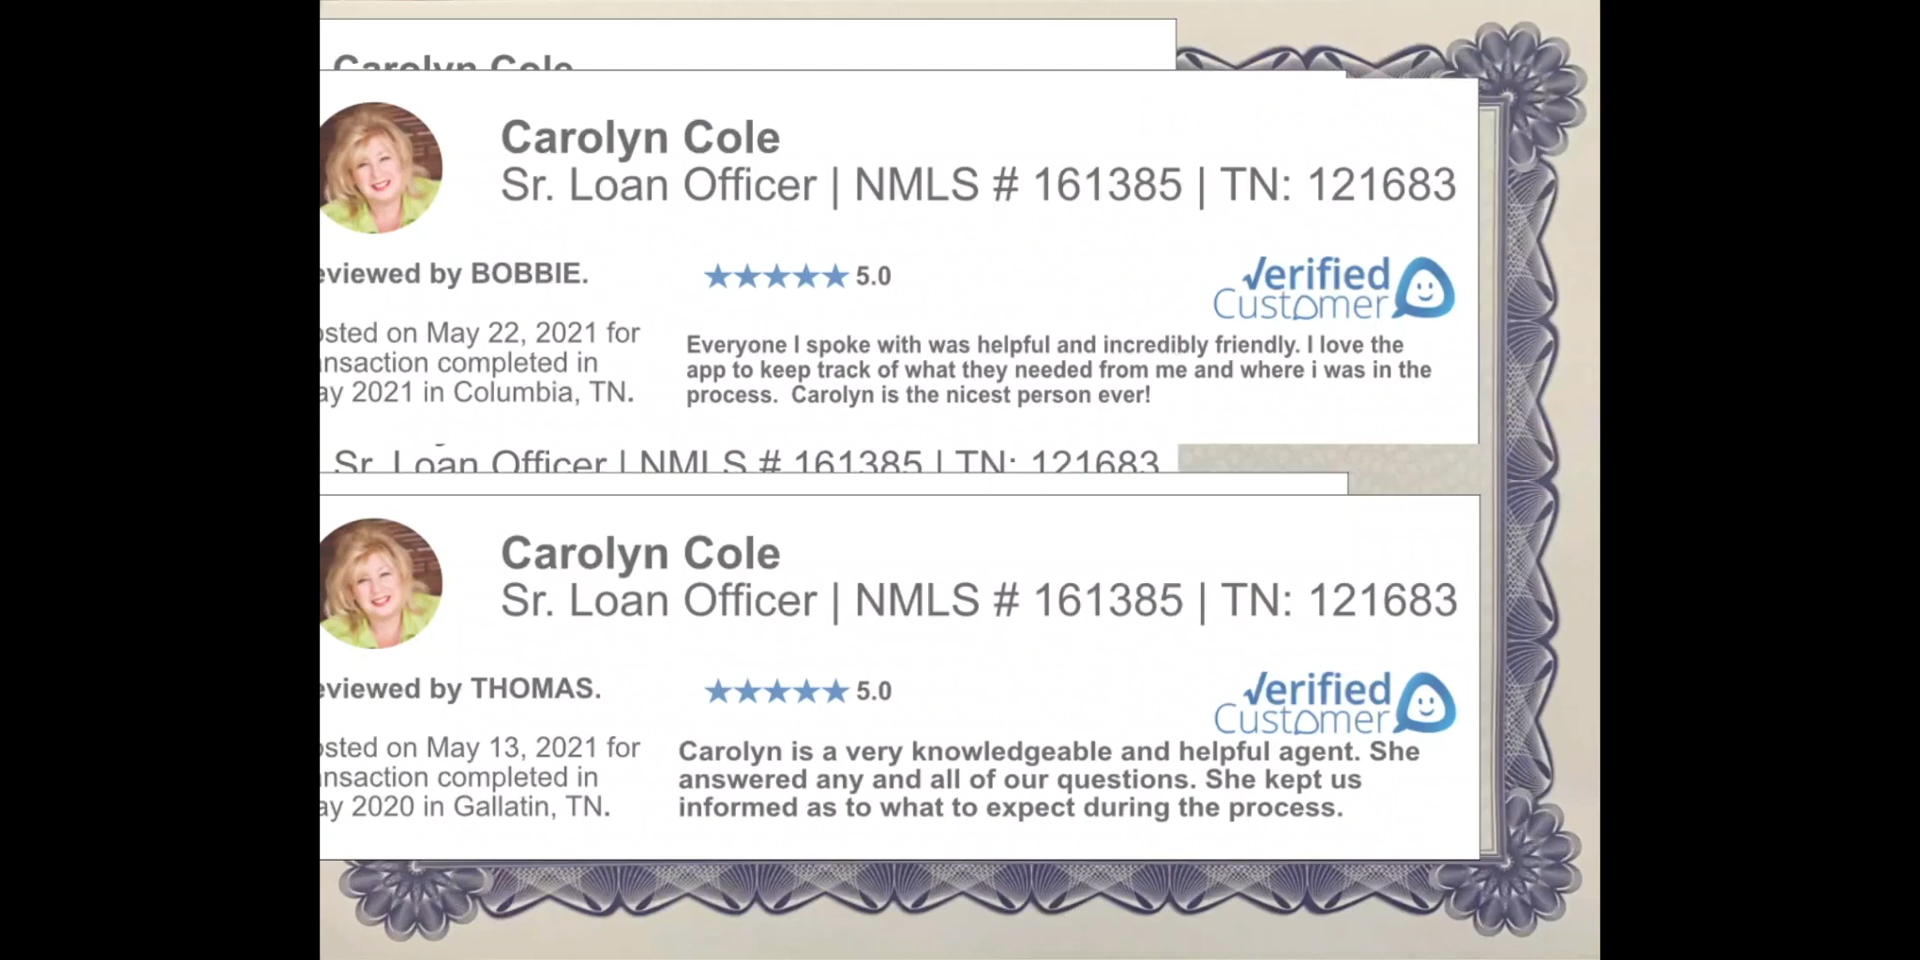 Carolyn Cole
Carolyn Cole
Sr. Loan Officer | NMLS # 161385 | TN: 121683
eviewed by BOBBIE.
5.0
Verified
Customer
osted on May 22, 2021 for
ansaction completed in
ay 2021 in Columbia, TN.
Everyone I spoke with was helpful and incredibly friendly. I love the
app to keep track of what they needed from me and where i was in the
process. Carolyn is the nicest person ever!
Sr. Loan Officer | NMLS # 161385 | TN: 121683
Carolyn Cole
Sr. Loan Officer | NMLS # 161385 | TN: 121683
eviewed by THOMAS.
5.0
Verified
Customer
osted on May 13, 2021 for
ansaction completed in
ay 2020 in Gallatin, TN.
Carolyn is a very knowledgeable and helpful agent. She
answered any and all of our questions. She kept us
informed as to what to expect during the process.